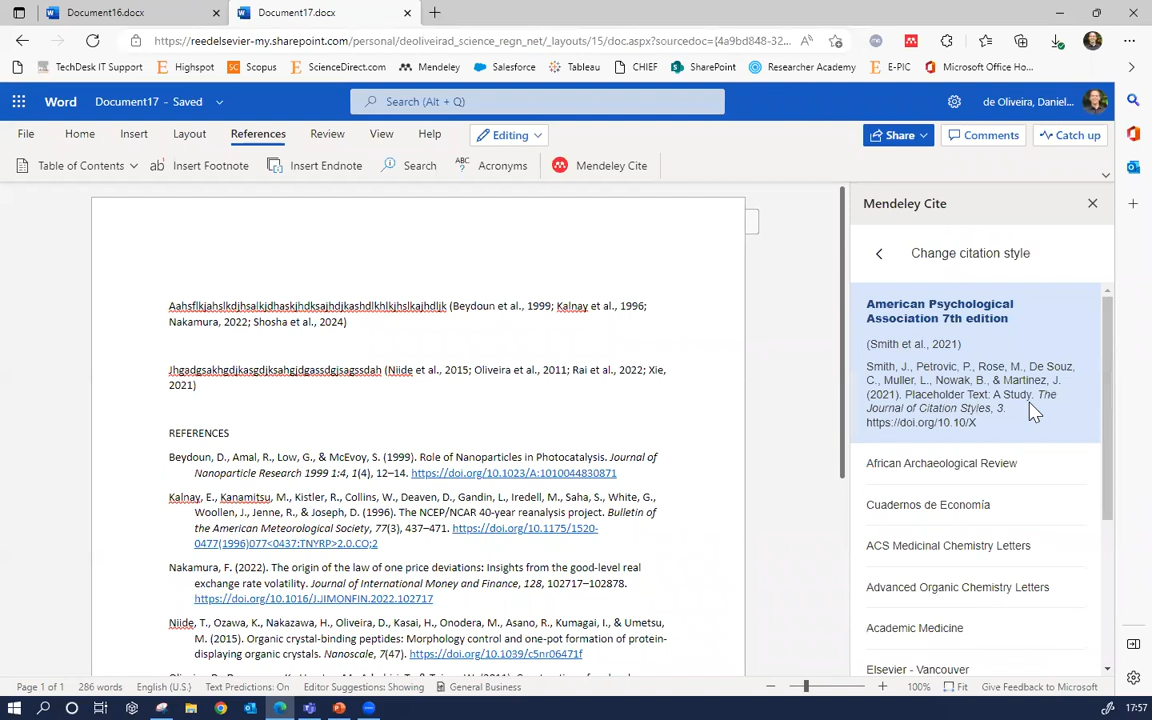 Document16.docx
Document17.docx
https://reedelsevier-my.sharepoint.com/personal/deoliveirad_science_regn_net/_layouts/15/doc.aspx?sourcedoc={4a9bd848-32...
TechDesk IT Support
Highspot
Scopus
ScienceDirect.com
Mendeley
Salesforce
Tableau
CHIEF
SharePoint
Researcher Academy
E-PIC
Microsoft Office Ho...
Word
Document17 - Saved
Search (Alt + Q)
de Oliveira, Daniel...
File
Home
Insert
Layout
References
Review
View
Help
Editing
Share
Comments
Catch up
Table of Contents
Insert Footnote
Insert Endnote
Search
Acronyms
Mendeley Cite
Aahsflkjahslkdjhsalkjdhaskjhdksajhdjkashdlkhlkjhslkajhdljk (Beydoun et al., 1999; Kalnay et al., 1996;
Nakamura, 2022; Shosha et al., 2024)
Jhgadgsakhgdjkasgdjksahgjdgassdgjsagssdah (Niide et al., 2015; Oliveira et al., 2011; Rai et al., 2022; Xie,
2021)
REFERENCES
Beydoun, D., Amal, R., Low, G., & McEvoy, S. (1999). Role of Nanoparticles in Photocatalysis. Journal of
Nanoparticle Research 1999 1:4, 1(4), 12–14. https://doi.org/10.1023/A:1010044830871
Kalnay, E., Kanamitsu, M., Kistler, R., Collins, W., Deaven, D., Gandin, L., Iredell, M., Saha, S., White, G.,
Woollen, J., Jenne, R., & Joseph, D. (1996). The NCEP/NCAR 40-year reanalysis project. Bulletin of
the American Meteorological Society, 77(3), 437–471. https://doi.org/10.1175/1520-
0477(1996)077<0437:TNYRP>2.0.CO;2
Nakamura, F. (2022). The origin of the law of one price deviations: Insights from the good-level real
exchange rate volatility. Journal of International Money and Finance, 128, 102717–102878.
https://doi.org/10.1016/J.JIMONFIN.2022.102717
Niide, T., Ozawa, K., Nakazawa, H., Oliveira, D., Kasai, H., Onodera, M., Asano, R., Kumagai, I., & Umetsu,
M. (2015). Organic crystal-binding peptides: Morphology control and one-pot formation of protein-
displaying organic crystals. Nanoscale, 7(47). https://doi.org/10.1039/c5nr06471f
Mendeley Cite
Change citation style
American Psychological
Association 7th edition
(Smith et al., 2021)
Smith, J., Petrovic, P., Rose, M., De Souz,
C., Muller, L., Nowak, B., & Martinez, J.
(2021). Placeholder Text: A Study. The
Journal of Citation Styles, 3.
https://doi.org/10.10/X
African Archaeological Review
Cuadernos de Economía
ACS Medicinal Chemistry Letters
Advanced Organic Chemistry Letters
Academic Medicine
Elsevier - Vancouver
Page 1 of 1
286 words
English (U.S.)
Text Predictions: On
Editor Suggestions: Showing
General Business
100%
Fit
Give Feedback to Microsoft
17:57